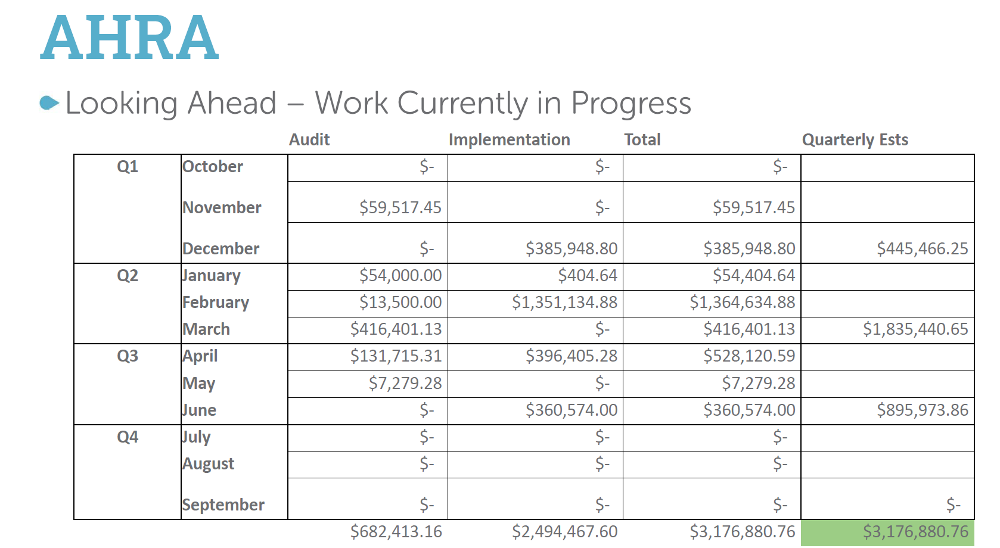 AHRA
Looking Ahead – Work Currently in Progress
Audit Implementation Total Quarterly Ests
Q1 October $- $- $-
November $59,517.45 $- $59,517.45
December $- $385,948.80 $385,948.80 $445,466.25
Q2 January $54,000.00 $404.64 $54,404.64
February $13,500.00 $1,351,134.88 $1,364,634.88
March $416,401.13 $- $416,401.13 $1,835,440.65
Q3 April $131,715.31 $396,405.28 $528,120.59
May $7,279.28 $- $7,279.28
June $- $360,574.00 $360,574.00 $895,973.86
Q4 July $- $- $-
August $- $- $-
September $- $- $- $-
$682,413.16 $2,494,467.60 $3,176,880.76 $3,176,880.76